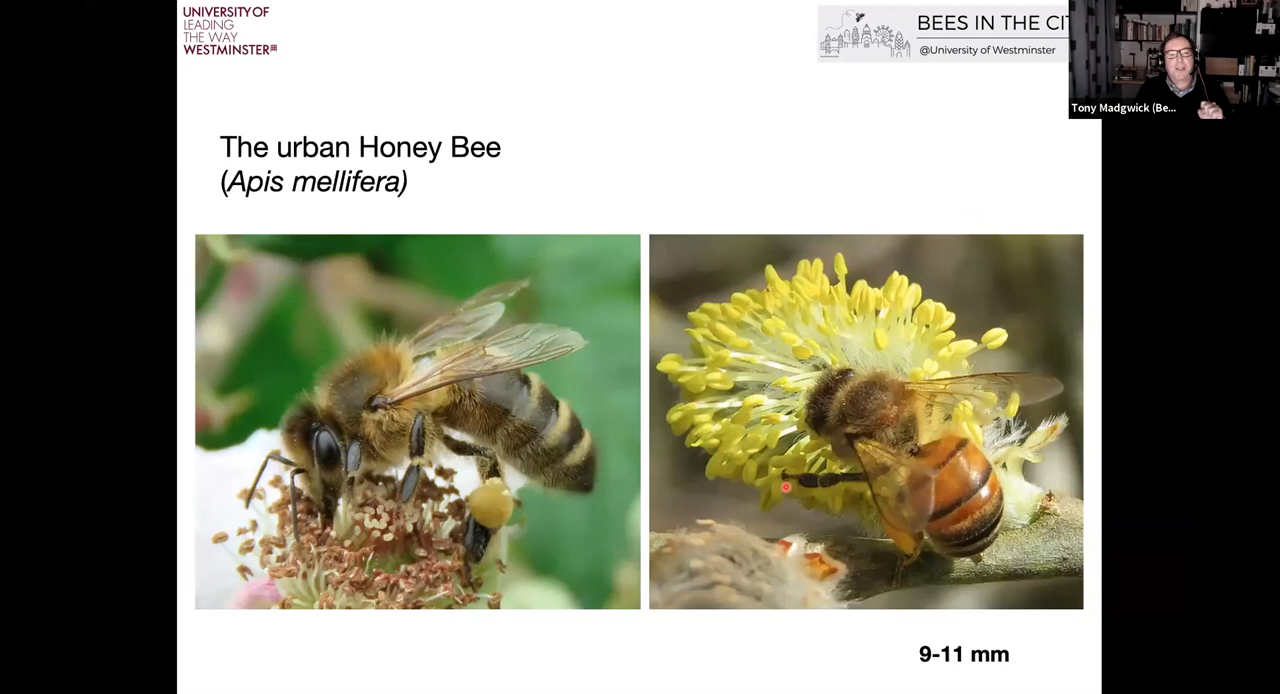 UNIVERSITY OF
LEADING
THE WAY
WESTMINSTER
BEES IN THE CIT
@University of Westminster
Tony Madgwick (Be...
The urban Honey Bee
(Apis mellifera)
9-11 mm